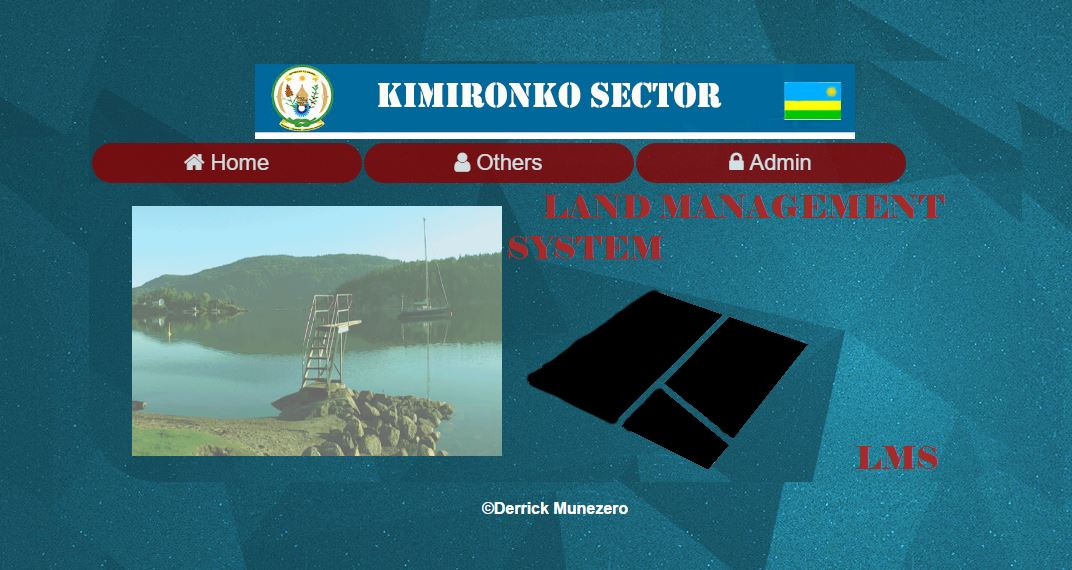 KIMIRONKO SECTOR
Home
Others
Admin
LAND MANAGEMENT
SYSTEM
LMS
©Derrick Munezero